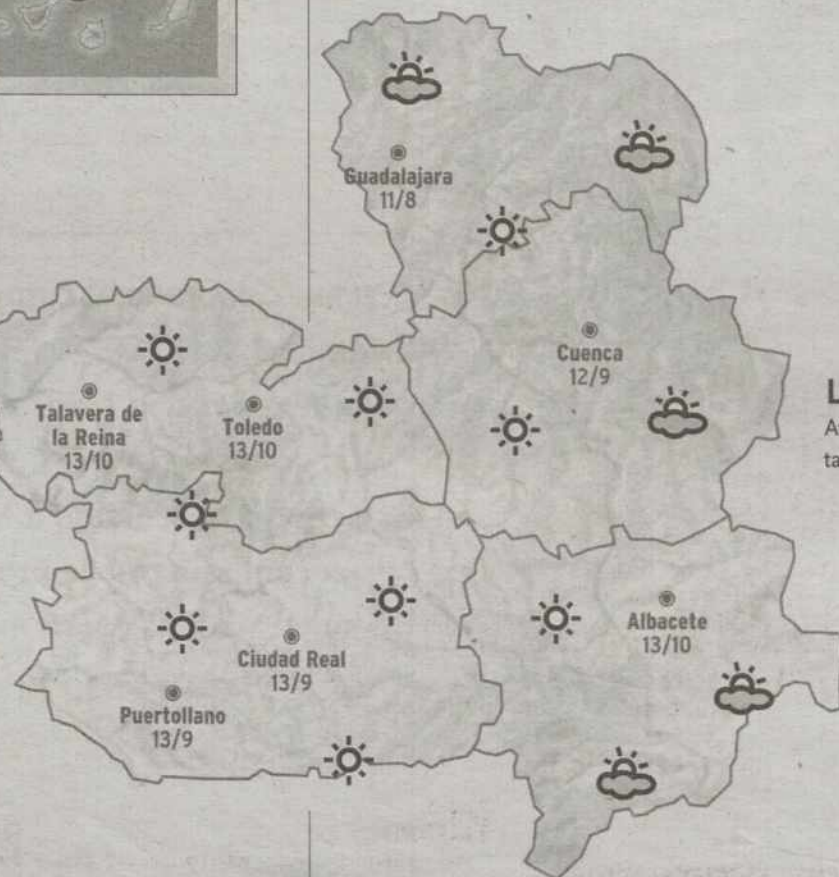 Guadalajara
11/8
Cuenca
12/9
Talavera de
la Reina
13/10
Toledo
13/10
Albacete
13/10
Ciudad Real
13/9
Puertollano
13/9